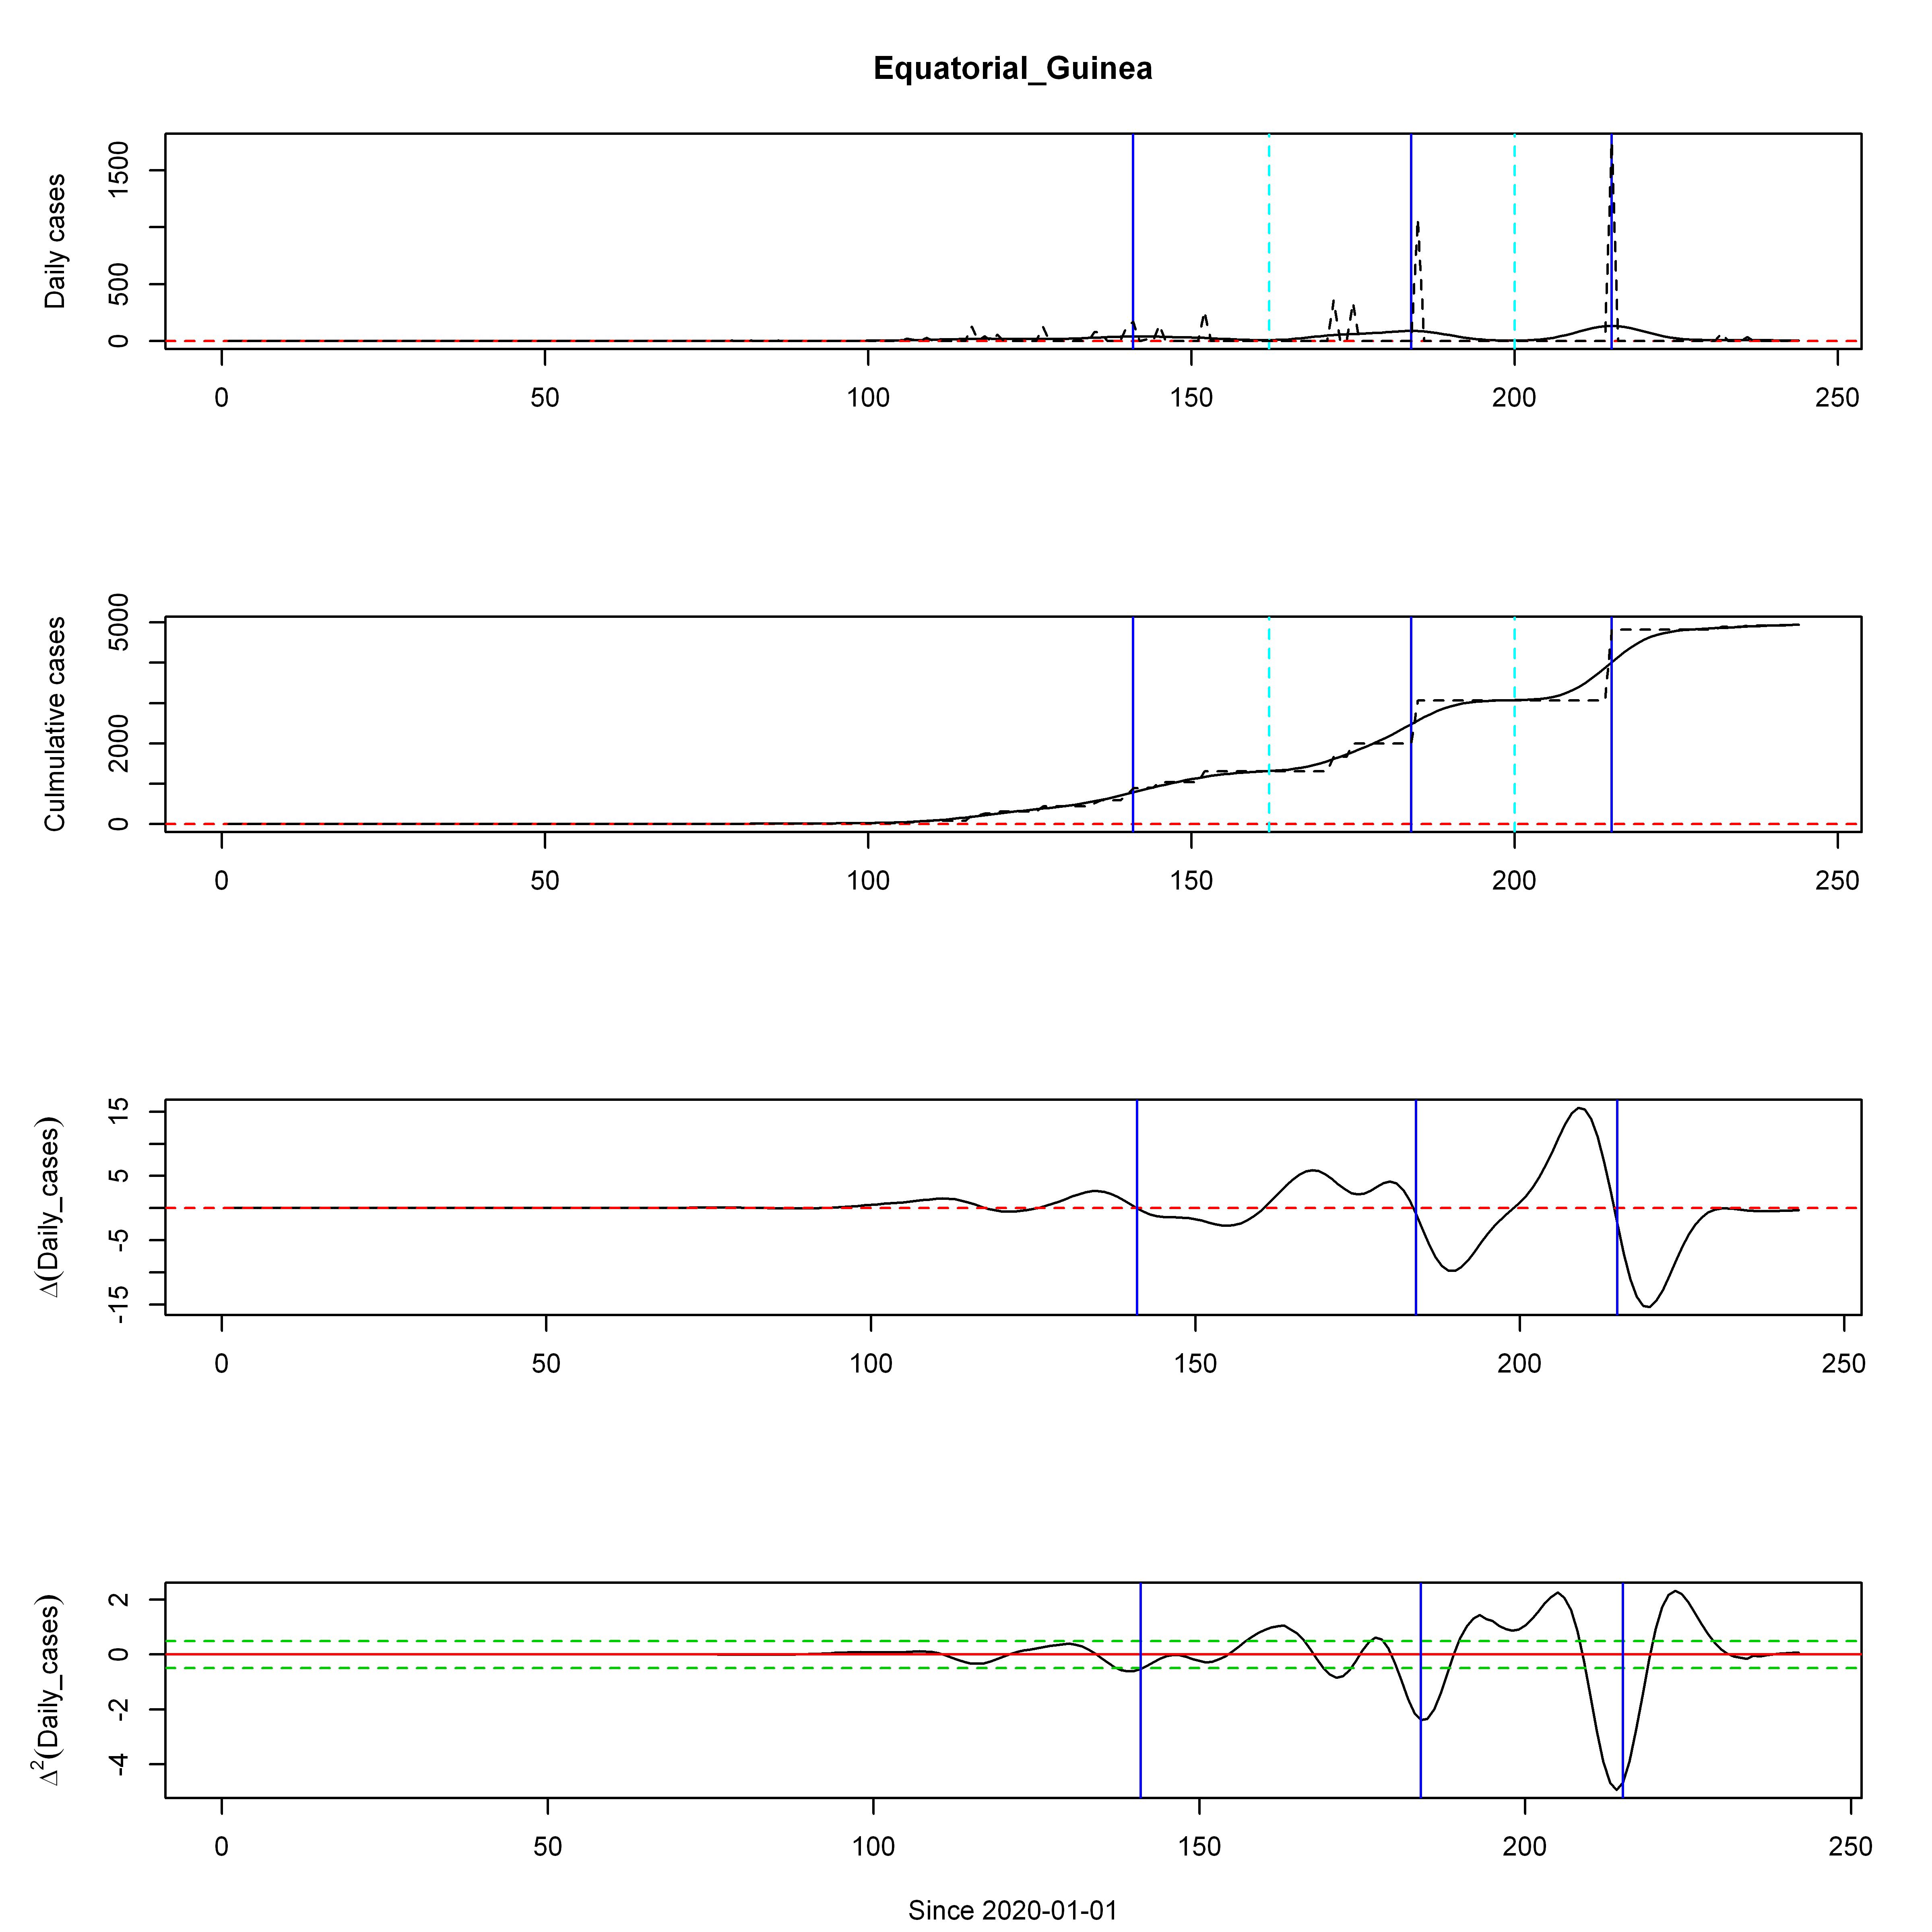 Equatorial_Guinea
Daily cases
0 500 1500
0 50 100 150 200 250
Culmulative cases
0 2000 5000
0 50 100 150 200 250
Δ(Daily_cases)
-15 -5 5 15
0 50 100 150 200 250
Δ²(Daily_cases)
-4 -2 0 2
0 50 100 150 200 250
Since 2020-01-01